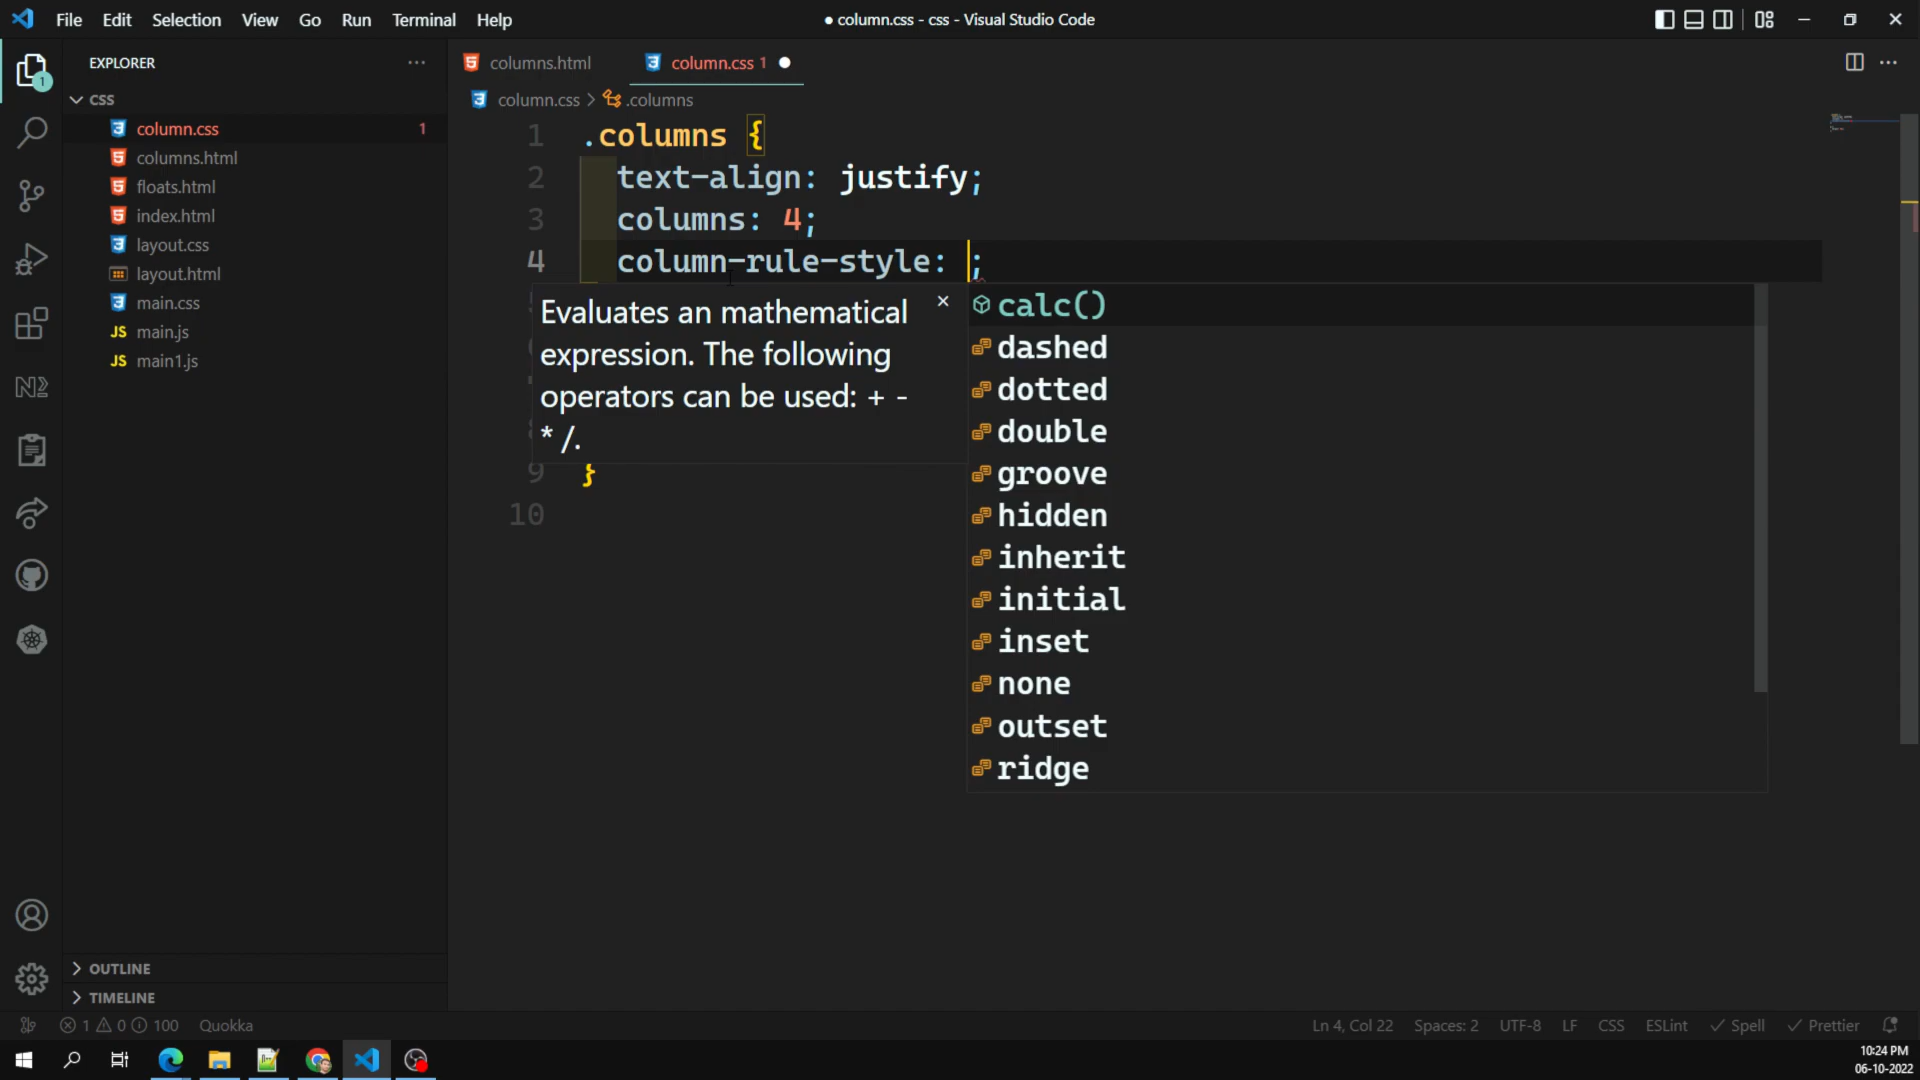 File Edit Selection View Go Run Terminal Help
● column.css - css - Visual Studio Code
EXPLORER
CSS
column.css 1
columns.html
floats.html
index.html
layout.css
layout.html
main.css
JS main.js
JS main1.js
OUTLINE
TIMELINE
columns.html
column.css 1
column.css > .columns
1 .columns {
2 text-align: justify;
3 columns: 4;
4 column-rule-style: ;
Evaluates an mathematical
expression. The following
operators can be used: + -
* /.
calc()
dashed
dotted
double
groove
hidden
inherit
initial
inset
none
outset
ridge
9 }
10
1 0 100 Quokka
Ln 4, Col 22 Spaces: 2 UTF-8 LF CSS ESLint Spell Prettier
10:24 PM
06-10-2022